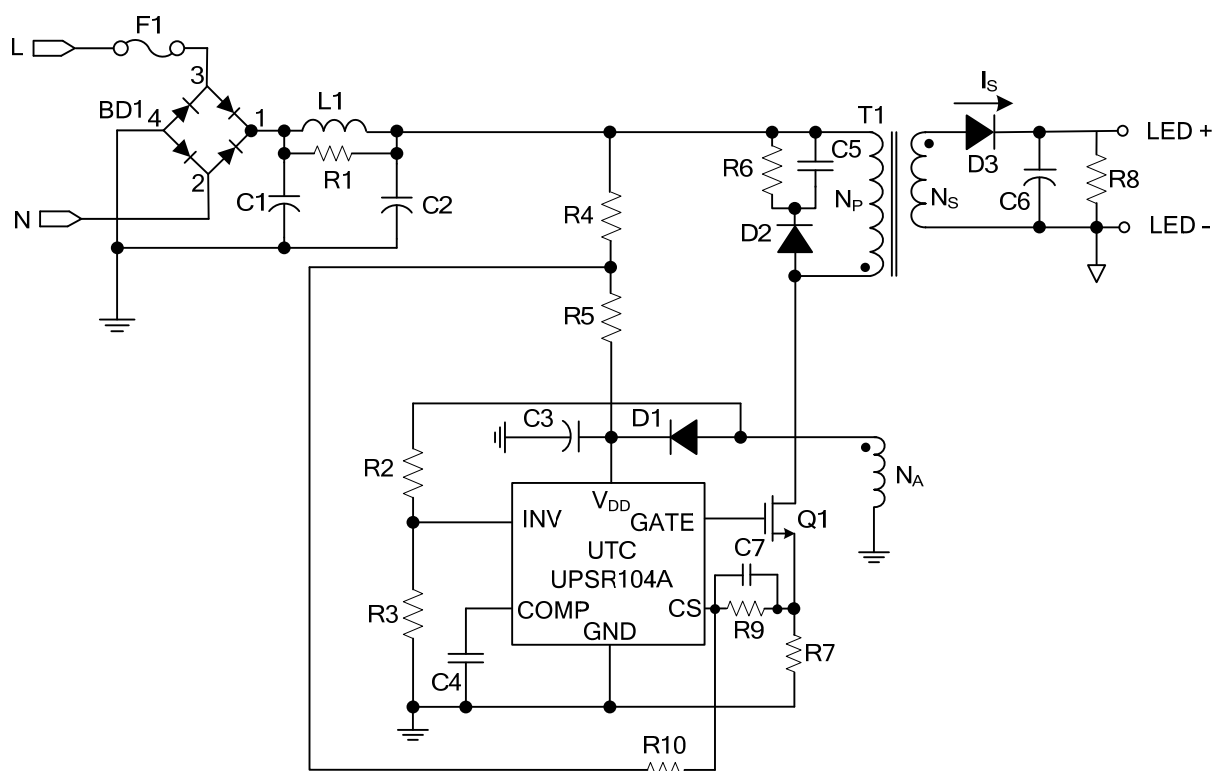 F1
L
3
BD1
4
1
L1
R1
2
C1
C2
N
R4
R5
R6
C5
D2
T1
NP
NS
IS
D3
C6
R8
LED +
LED -
C3
D1
R2
NA
VDD
INV
GATE
Q1
UTC
UPSR104A
C7
R3
COMP
CS
R9
GND
R7
C4
R10